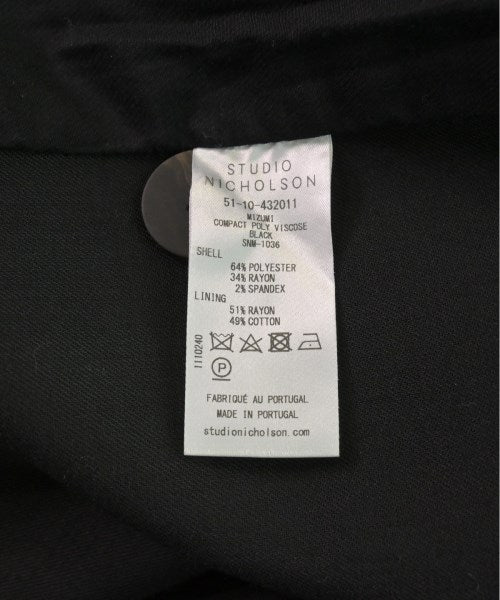 STUDIO
NICHOLSON
51-10-432011
MIZUMI
COMPACT POLY VISCOSE
BLACK
SNM-1036
SHELL
64% POLYESTER
34% RAYON
2% SPANDEX
LINING
51% RAYON
49% COTTON
1110240
P
FABRIQUÉ AU PORTUGAL
MADE IN PORTUGAL
studionicholson.com